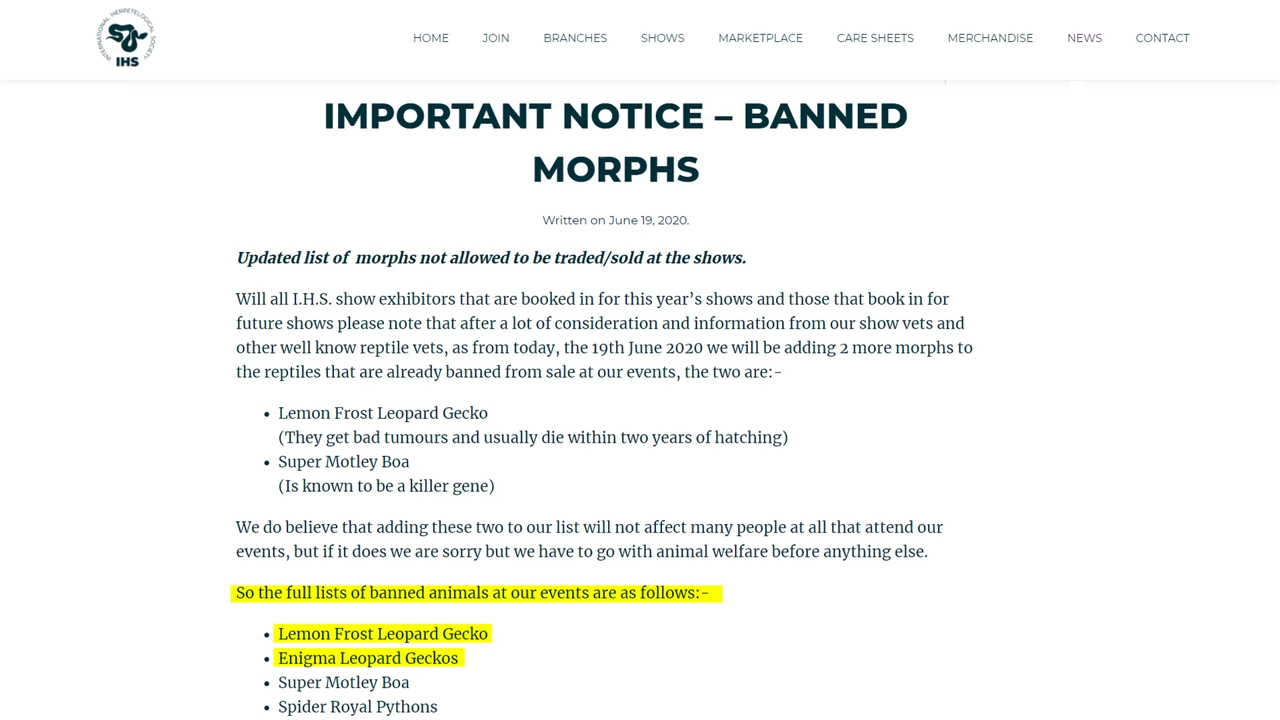 INTERNATIONAL HERPETELOGICAL SOCIETY
IHS
HOME JOIN BRANCHES SHOWS MARKETPLACE CARE SHEETS MERCHANDISE NEWS CONTACT
IMPORTANT NOTICE – BANNED
MORPHS
Written on June 19, 2020.
Updated list of morphs not allowed to be traded/sold at the shows.
Will all I.H.S. show exhibitors that are booked in for this year’s shows and those that book in for
future shows please note that after a lot of consideration and information from our show vets and
other well know reptile vets, as from today, the 19th June 2020 we will be adding 2 more morphs to
the reptiles that are already banned from sale at our events, the two are:-
• Lemon Frost Leopard Gecko
(They get bad tumours and usually die within two years of hatching)
• Super Motley Boa
(Is known to be a killer gene)
We do believe that adding these two to our list will not affect many people at all that attend our
events, but if it does we are sorry but we have to go with animal welfare before anything else.
So the full lists of banned animals at our events are as follows:-
• Lemon Frost Leopard Gecko
• Enigma Leopard Geckos
• Super Motley Boa
• Spider Royal Pythons